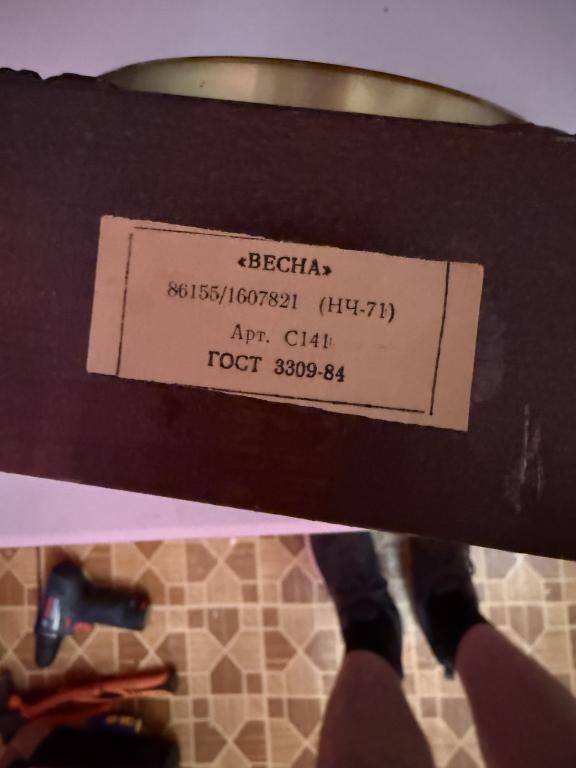 «ВЕСНА»
86155/1607821 (НЧ-71)
Арт. С141
ГОСТ 3309-84